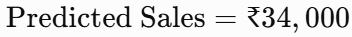 Predicted Sales = ₹34, 000